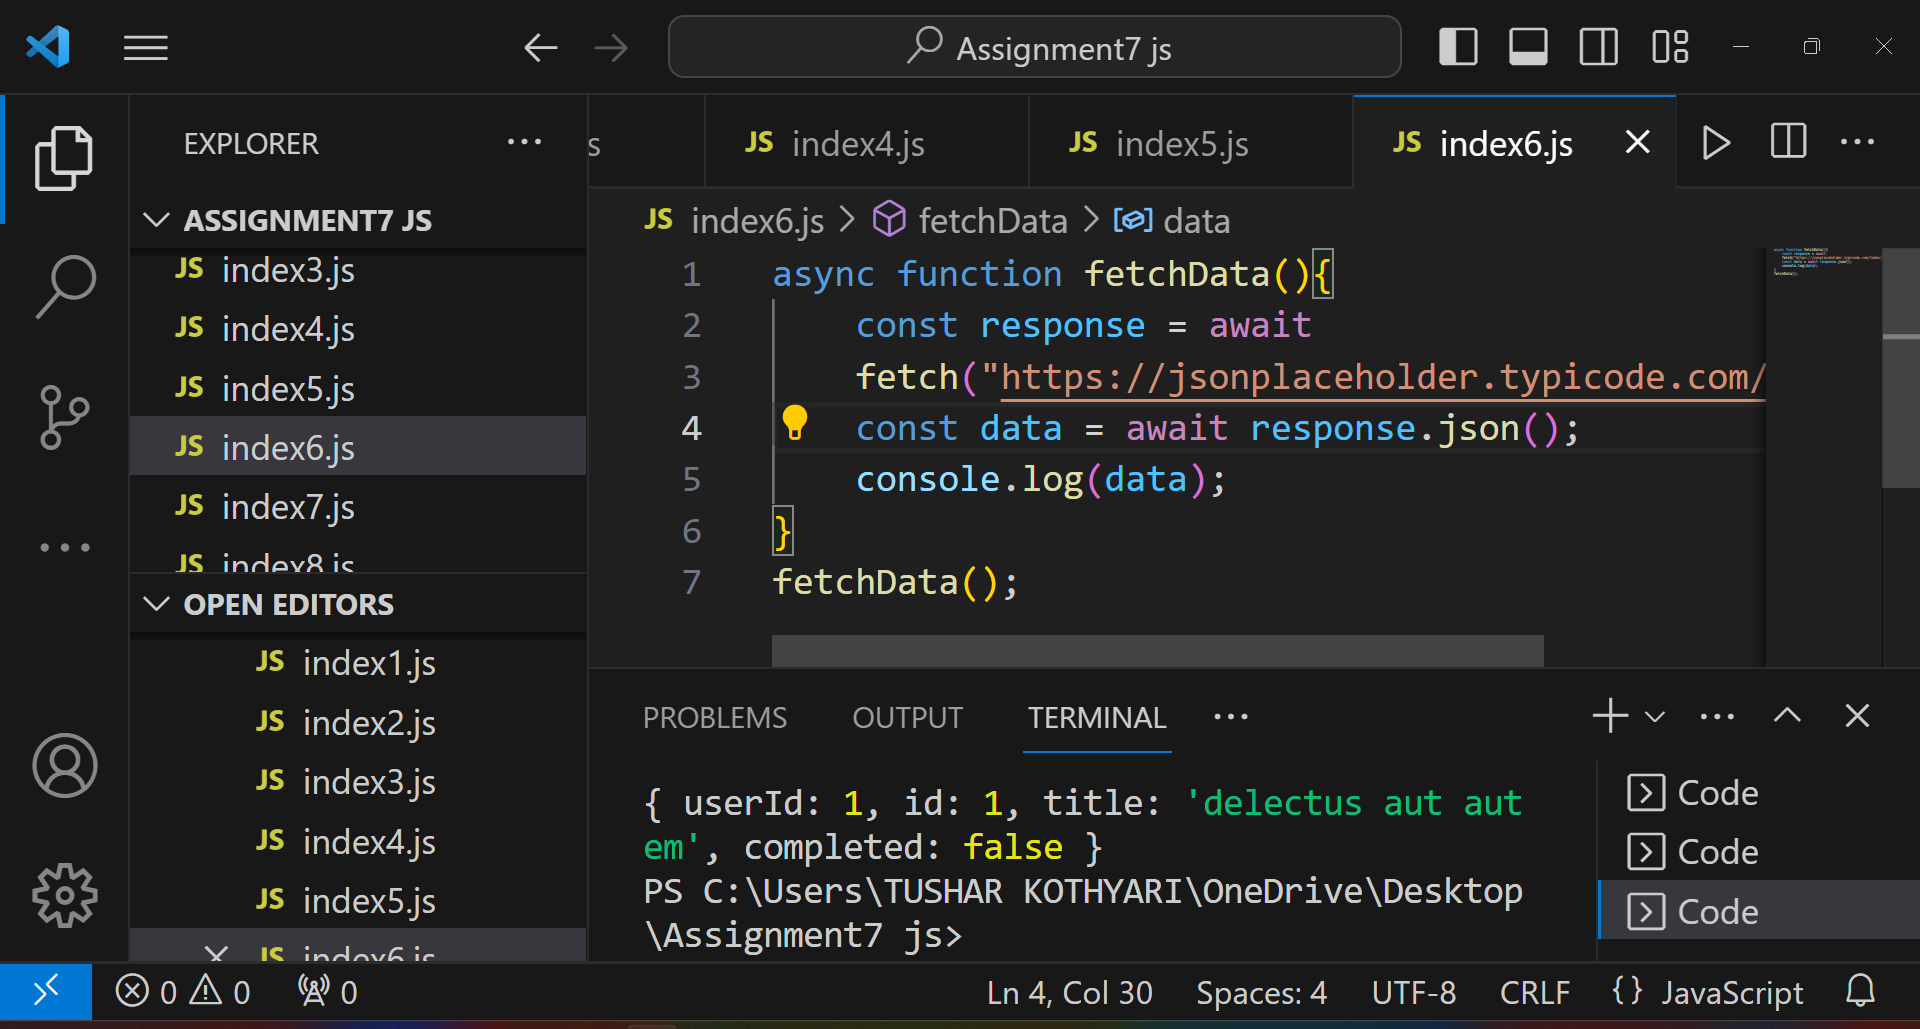 Assignment7 js
EXPLORER
ASSIGNMENT7 JS
JS index3.js
JS index4.js
JS index5.js
JS index6.js
JS index7.js
JS index8.js
OPEN EDITORS
JS index1.js
JS index2.js
JS index3.js
JS index4.js
JS index5.js
JS index6.js
s
JS index4.js
JS index5.js
JS index6.js
JS index6.js > fetchData > data
1 async function fetchData(){
2 const response = await
3 fetch("https://jsonplaceholder.typicode.com/
4 const data = await response.json();
5 console.log(data);
6 }
7 fetchData();
PROBLEMS OUTPUT TERMINAL
{ userId: 1, id: 1, title: 'delectus aut aut
em', completed: false }
PS C:\Users\TUSHAR KOTHYARI\OneDrive\Desktop
\Assignment7 js>
Code
Code
Code
0 0 0
Ln 4, Col 30 Spaces: 4 UTF-8 CRLF {} JavaScript